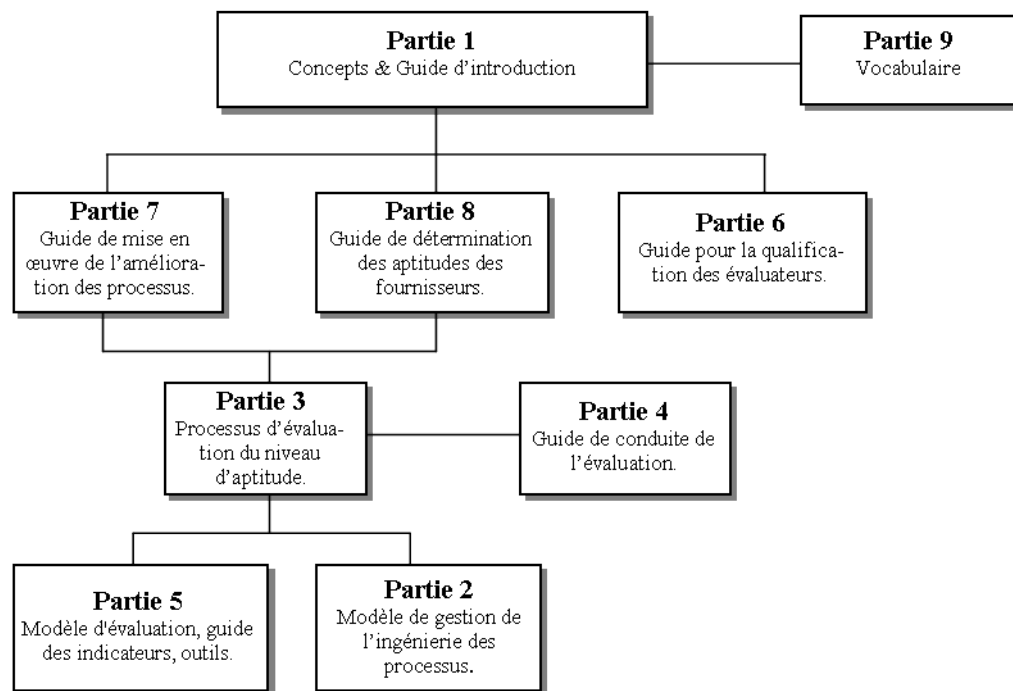 Partie 1
Concepts & Guide d’introduction
Partie 9
Vocabulaire
Partie 7
Guide de mise en
œuvre de l’améliora-
tion des processus.
Partie 8
Guide de détermination
des aptitudes des
fournisseurs.
Partie 6
Guide pour la qualifica-
tion des évaluateurs.
Partie 3
Processus d’évalua-
tion du niveau
d’aptitude.
Partie 4
Guide de conduite de
l’évaluation.
Partie 5
Modèle d'évaluation, guide
des indicateurs, outils.
Partie 2
Modèle de gestion de
l’ingénierie des
processus.